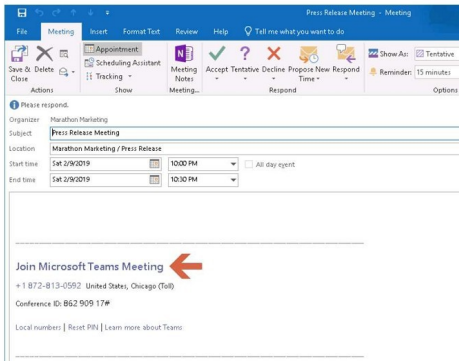 Press Release Meeting - Meeting
File Meeting Insert Format Text Review Help Tell me what you want to do
Save & Close
Delete
Appointment
Scheduling Assistant
Tracking
Meeting Notes
Accept
Tentative
Decline
Propose New Time
Respond
Show As: Tentative
Reminder: 15 minutes
Actions Show Meeting... Respond Options
Please respond.
Organizer Marathon Marketing
Subject Press Release Meeting
Location Marathon Marketing / Press Release
Start time Sat 2/9/2019 10:00 PM All day event
End time Sat 2/9/2019 10:30 PM
Join Microsoft Teams Meeting
+1 872-813-0592 United States, Chicago (Toll)
Conference ID: 862 909 17#
Local numbers | Reset PIN | Learn more about Teams